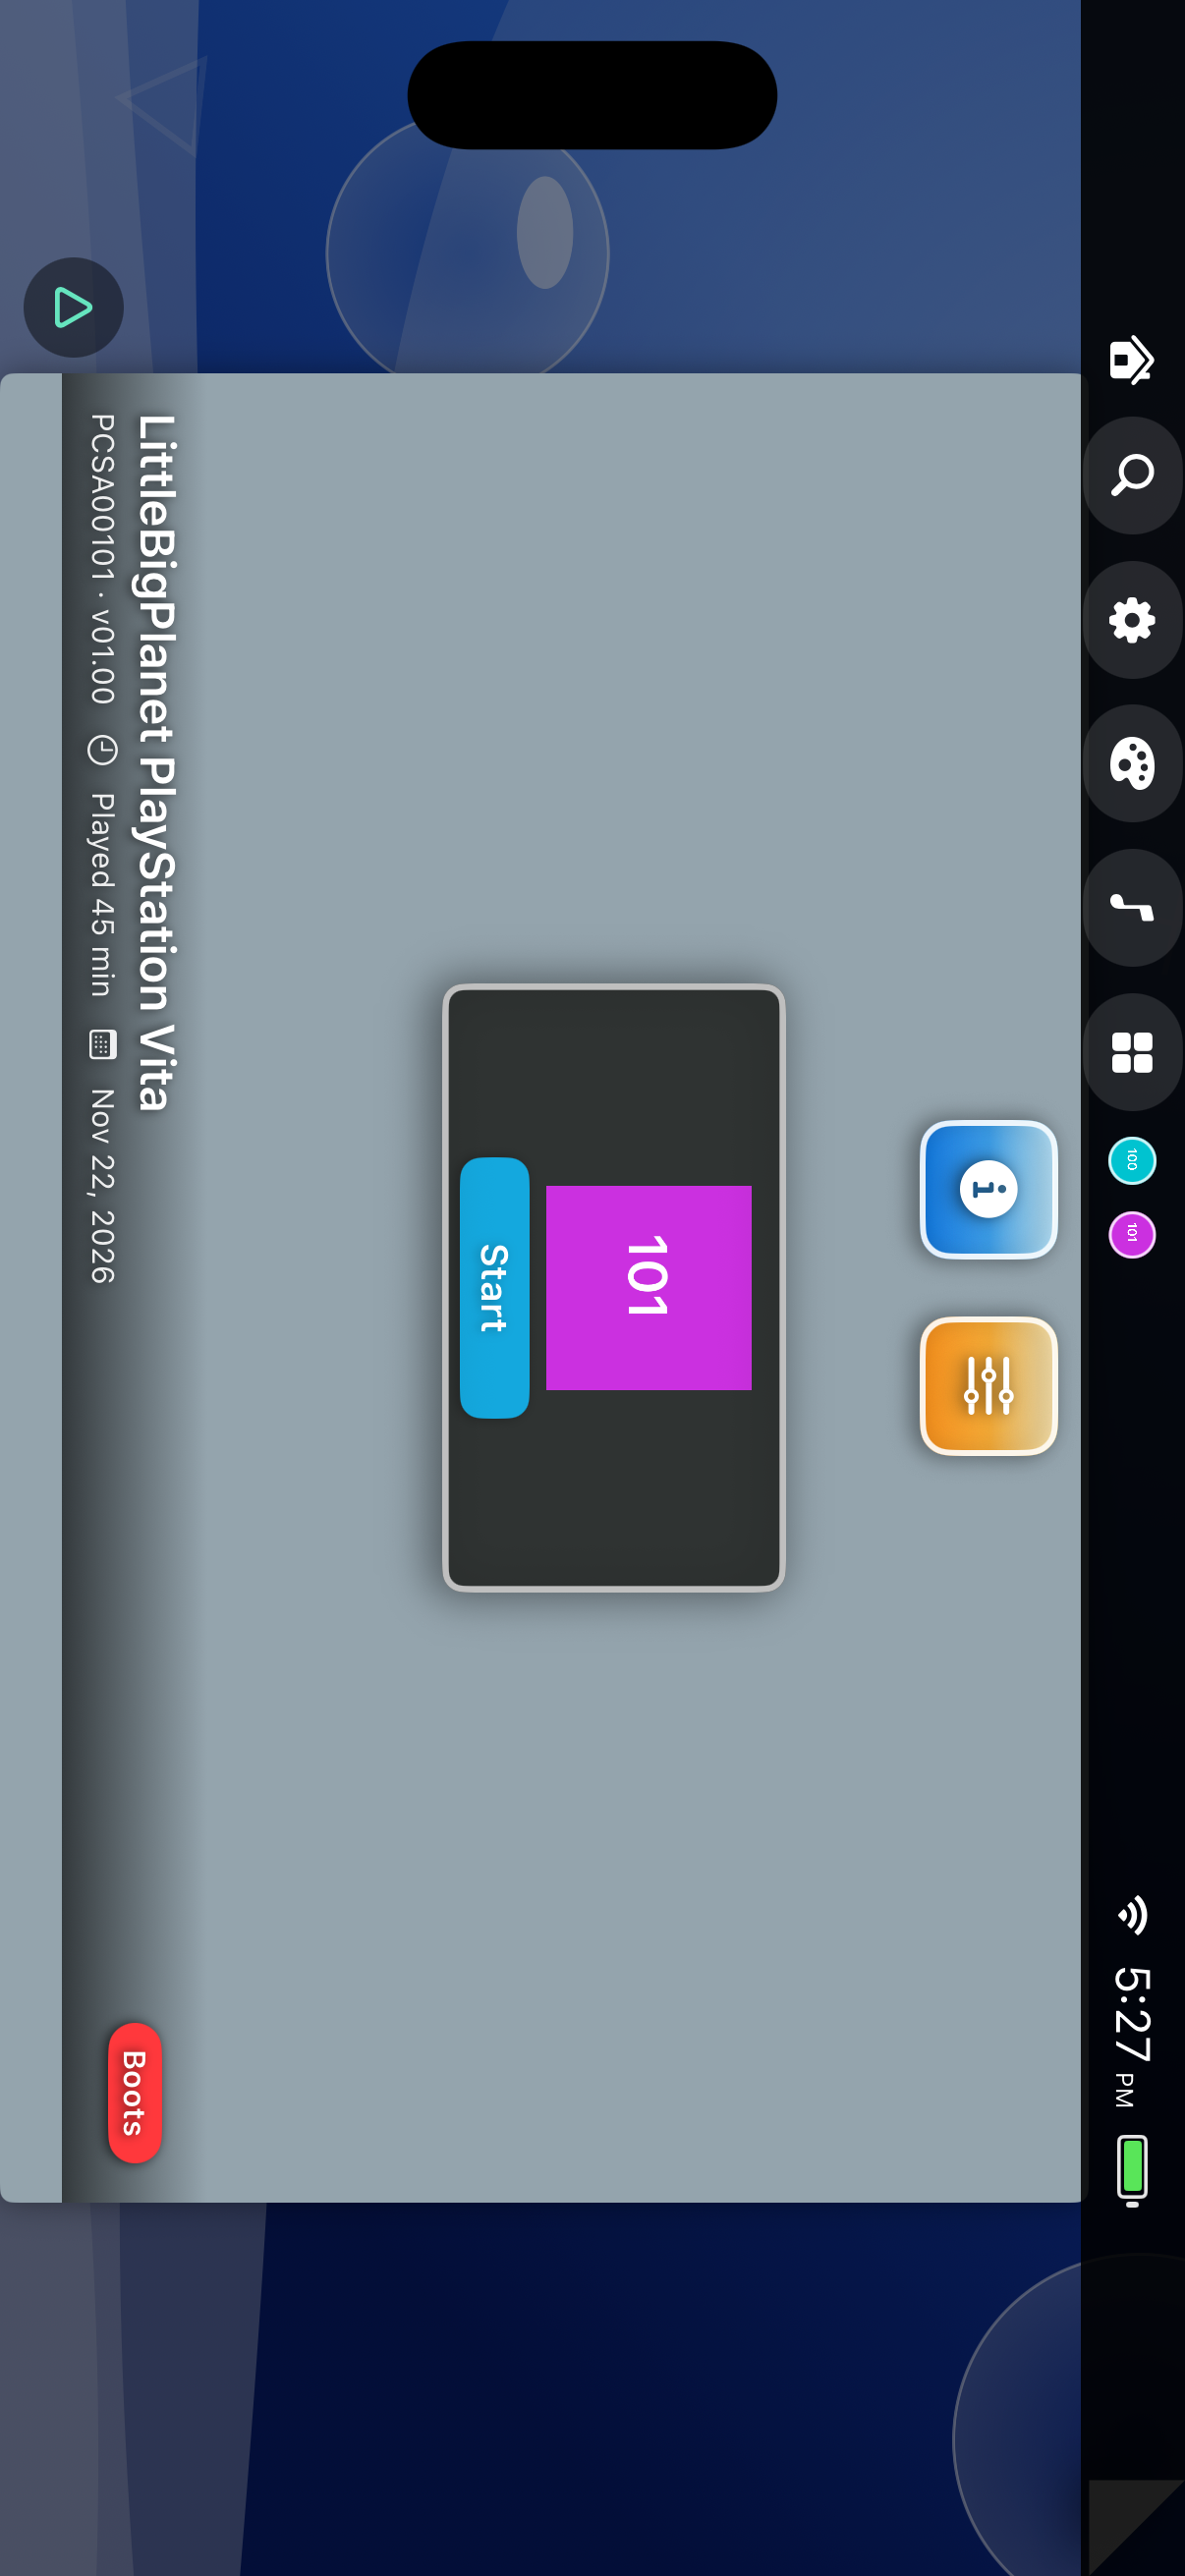 100
101
5:27 PM
101
Start
LittleBigPlanet PlayStation Vita
PCSA00101 · v01.00 Played 45 min Nov 22, 2026
Boots